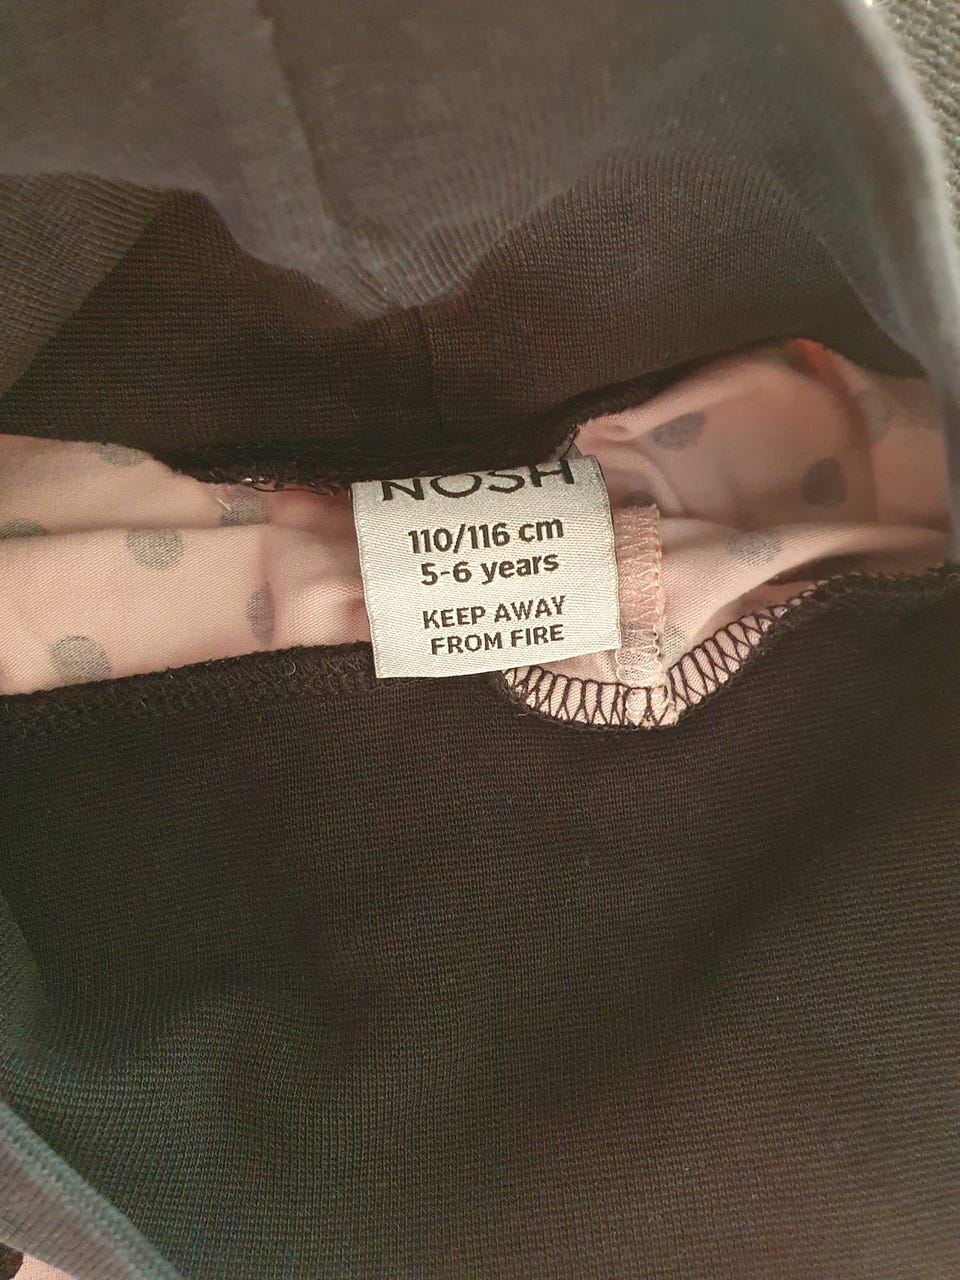 NOSH
110/116 cm
5-6 years
KEEP AWAY
FROM FIRE